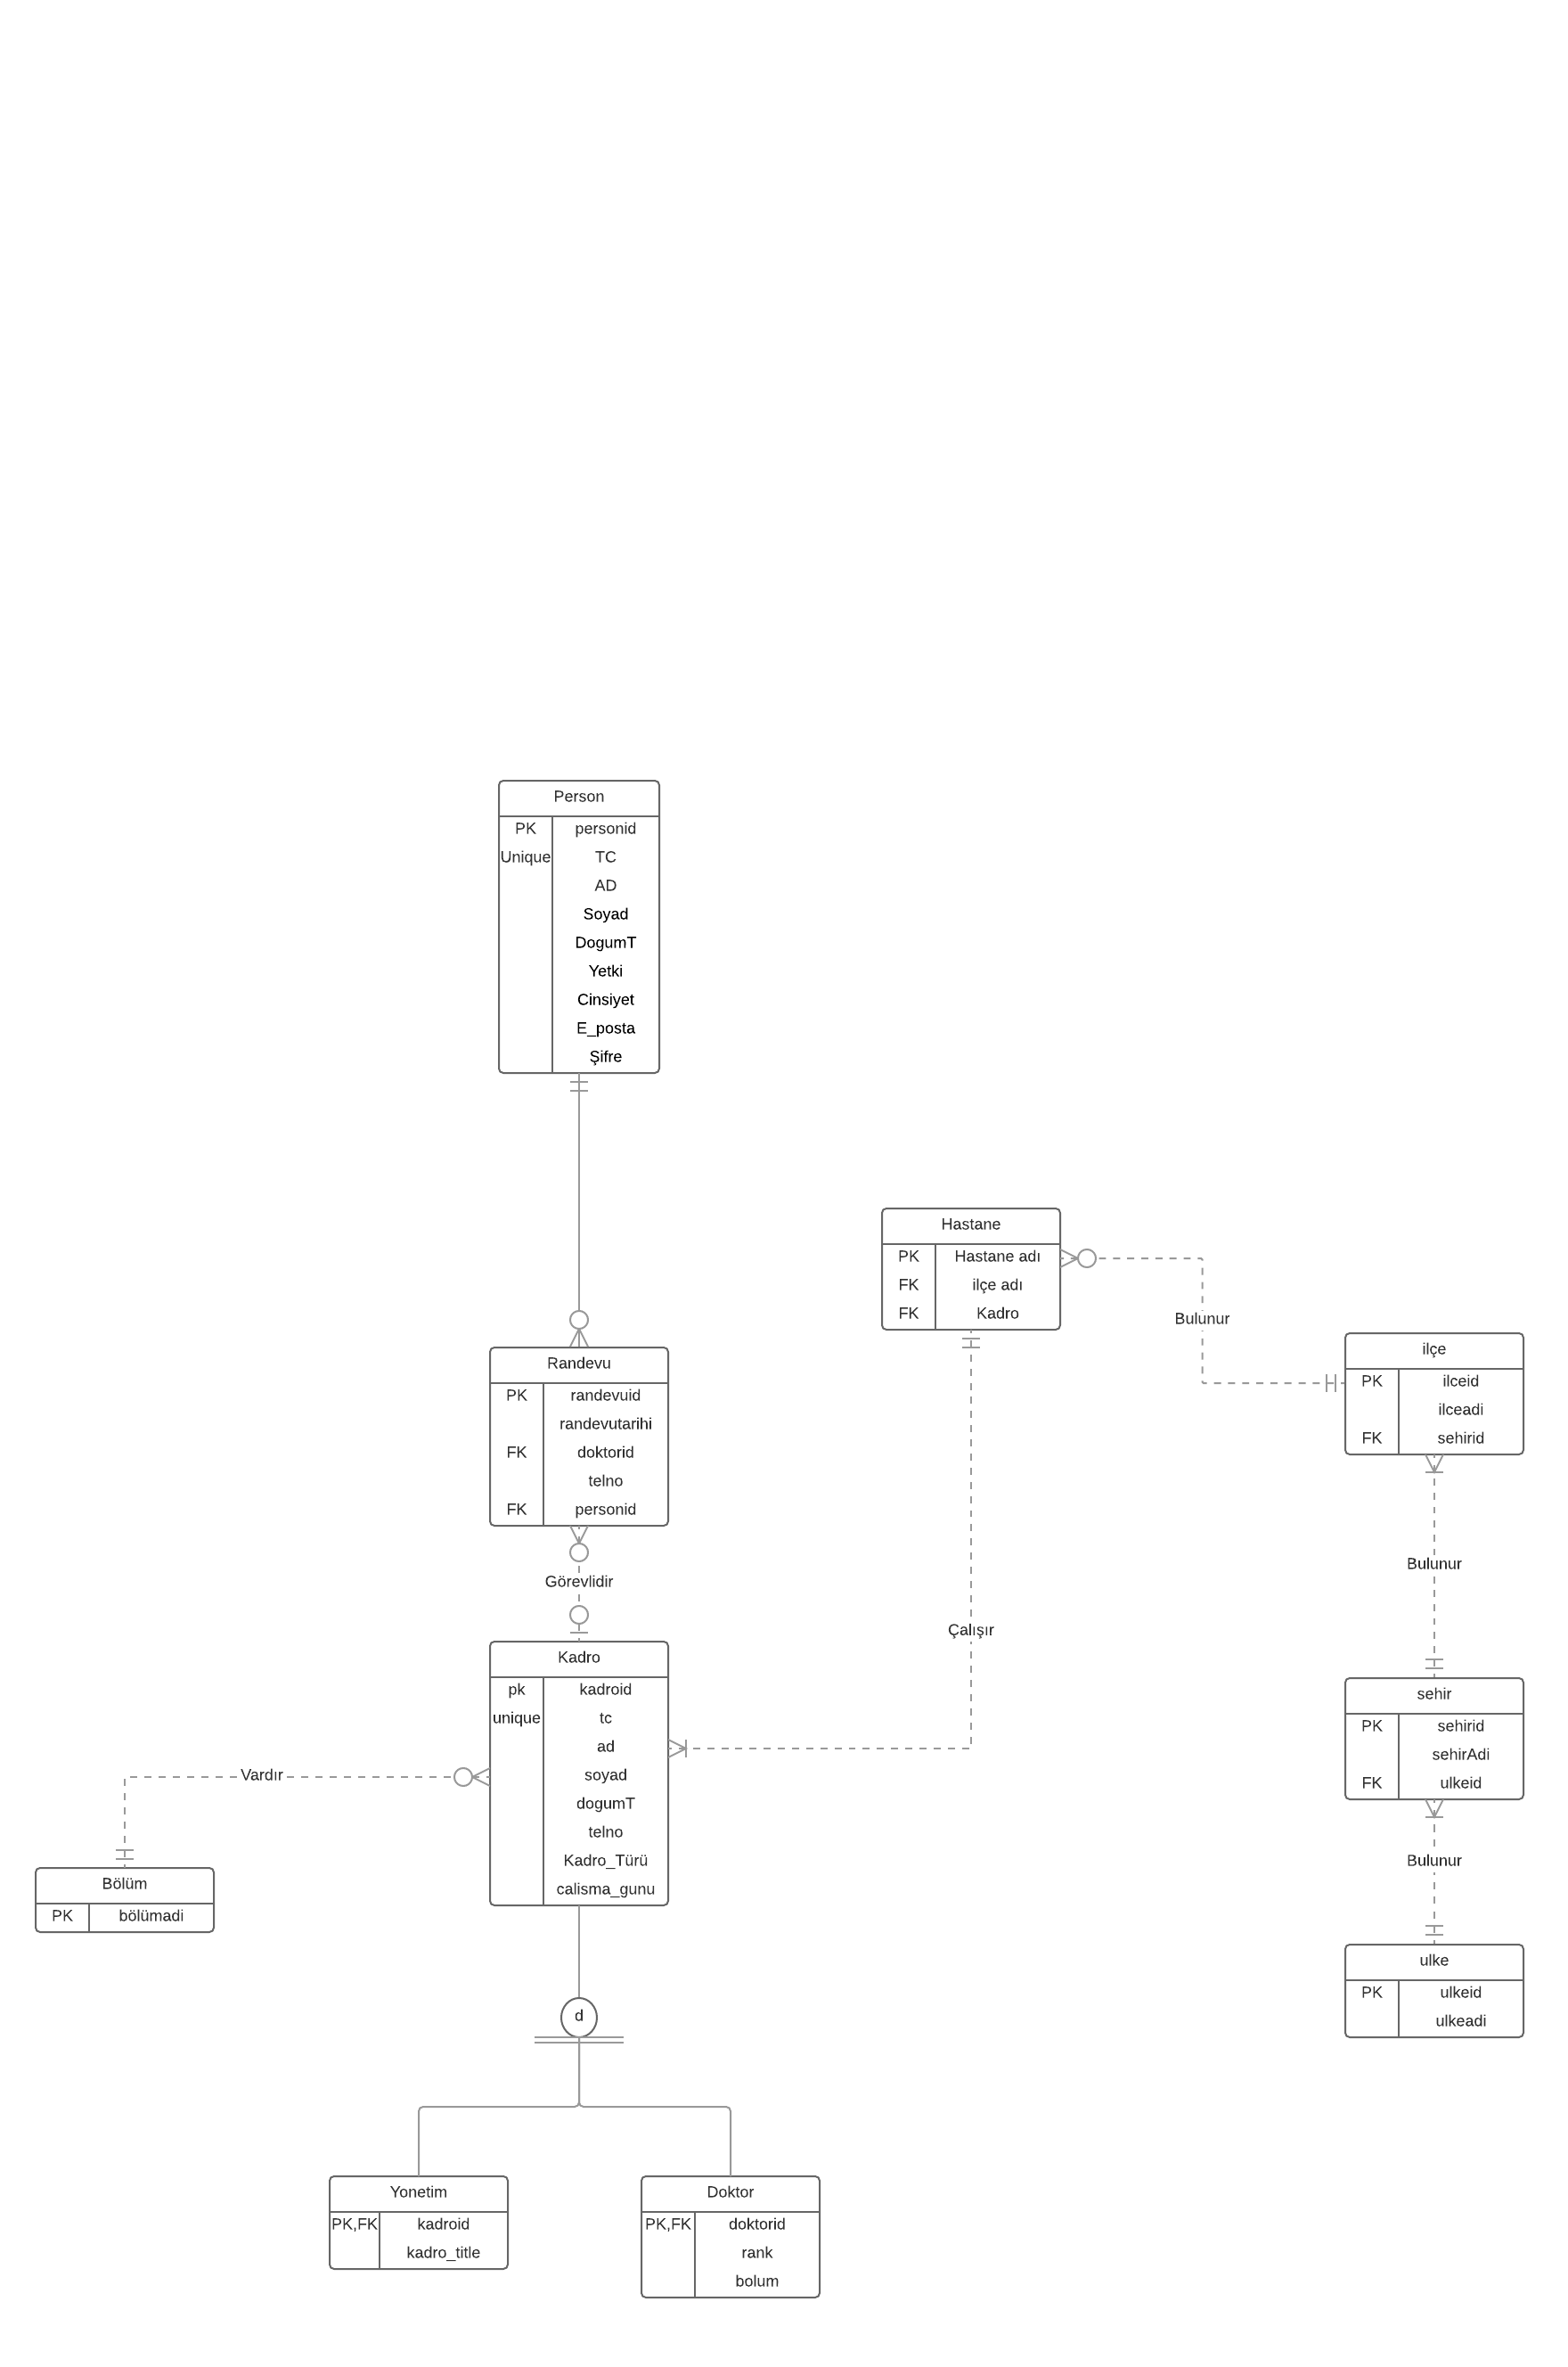 Person
PK personid
Unique TC
AD
Soyad
DogumT
Yetki
Cinsiyet
E_posta
Şifre
Hastane
PK Hastane adı
FK ilçe adı
FK Kadro
Bulunur
ilçe
PK ilceid
ilceadi
FK sehirid
Randevu
PK randevuid
randevutarihi
FK doktorid
telno
FK personid
Görevlidir
Bulunur
Çalışır
Kadro
pk kadroid
unique tc
ad
soyad
dogumT
telno
Kadro_Türü
calisma_gunu
sehir
PK sehirid
sehirAdi
FK ulkeid
Vardır
Bulunur
Bölüm
PK bölümadi
ulke
PK ulkeid
ulkeadi
d
Yonetim
PK,FK kadroid
kadro_title
Doktor
PK,FK doktorid
rank
bolum